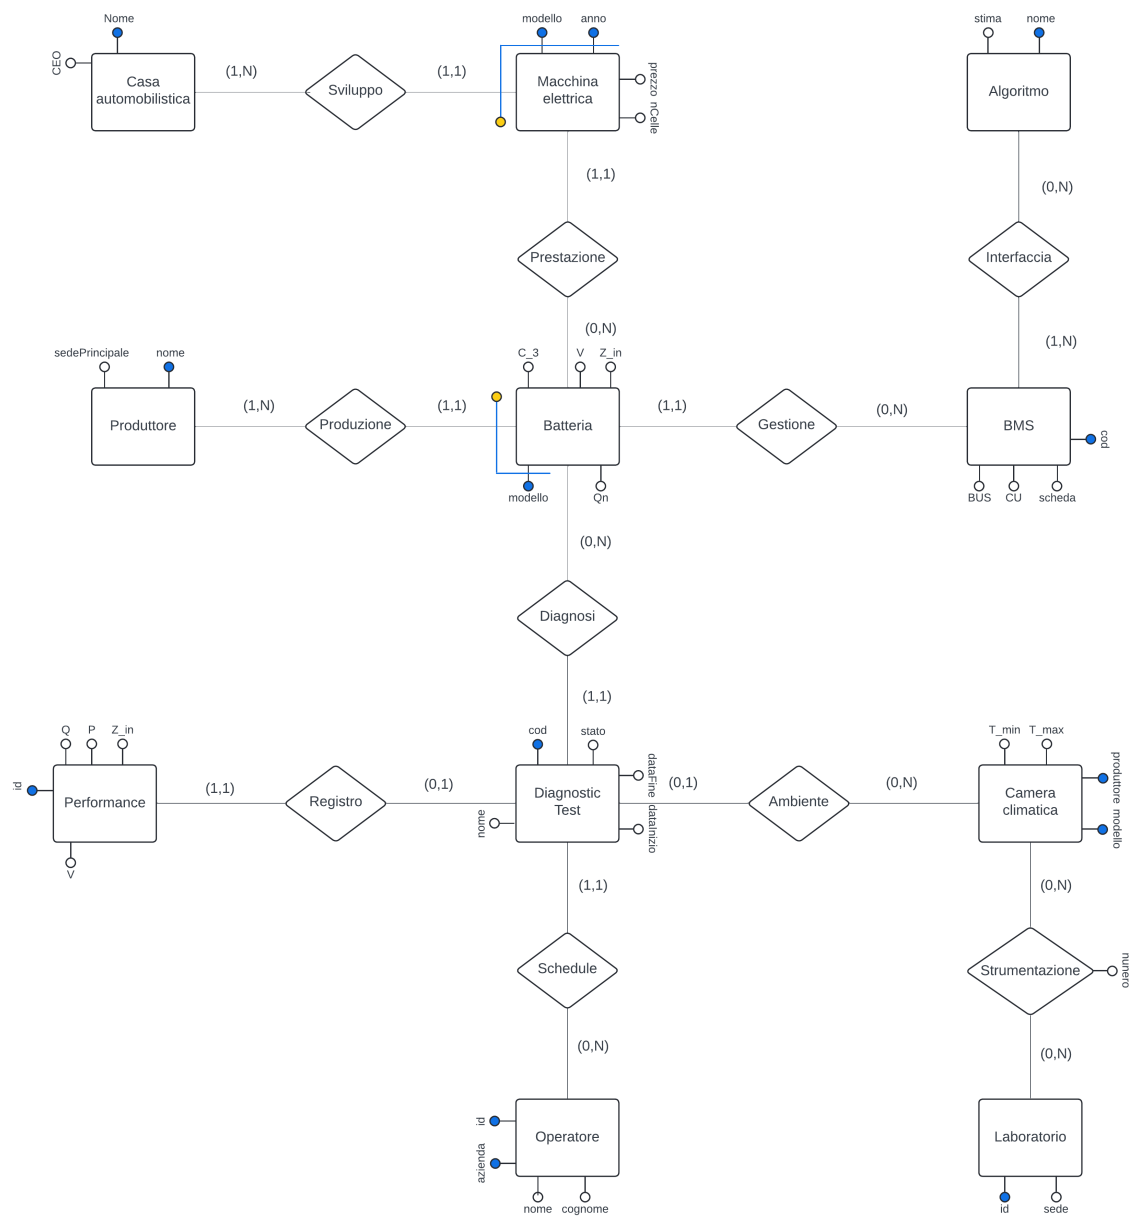 Nome
modello
anno
stima
nome
CEO
(1,N)
(1,1)
Casa
automobilistica
Sviluppo
Macchina
elettrica
prezzo
nCelle
Algoritmo
(1,1)
(0,N)
Prestazione
Interfaccia
(0,N)
(1,N)
sedePrincipale
nome
C_3
V
Z_in
(1,N)
(1,1)
(1,1)
(0,N)
Produttore
Produzione
Batteria
Gestione
BMS
cod
modello
Qn
BUS
CU
scheda
(0,N)
Diagnosi
(1,1)
Q
P
Z_in
cod
stato
T_min
T_max
id
(1,1)
(0,1)
dataFine
(0,1)
(0,N)
produttore
Performance
Registro
Diagnostic
Test
Ambiente
Camera
climatica
modello
nome
dataInizio
V
(1,1)
(0,N)
Schedule
Strumentazione
nunero
(0,N)
(0,N)
id
Operatore
Laboratorio
azienda
nome
cognome
id
sede